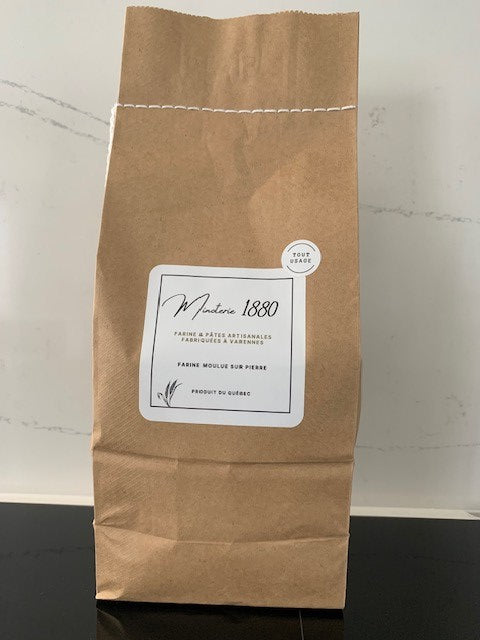 TOUT
USAGE
Minoterie 1880
FARINE & PÂTES ARTISANALES
FABRIQUÉES À VARENNES
FARINE MOULUE SUR PIERRE
PRODUIT DU QUÉBEC